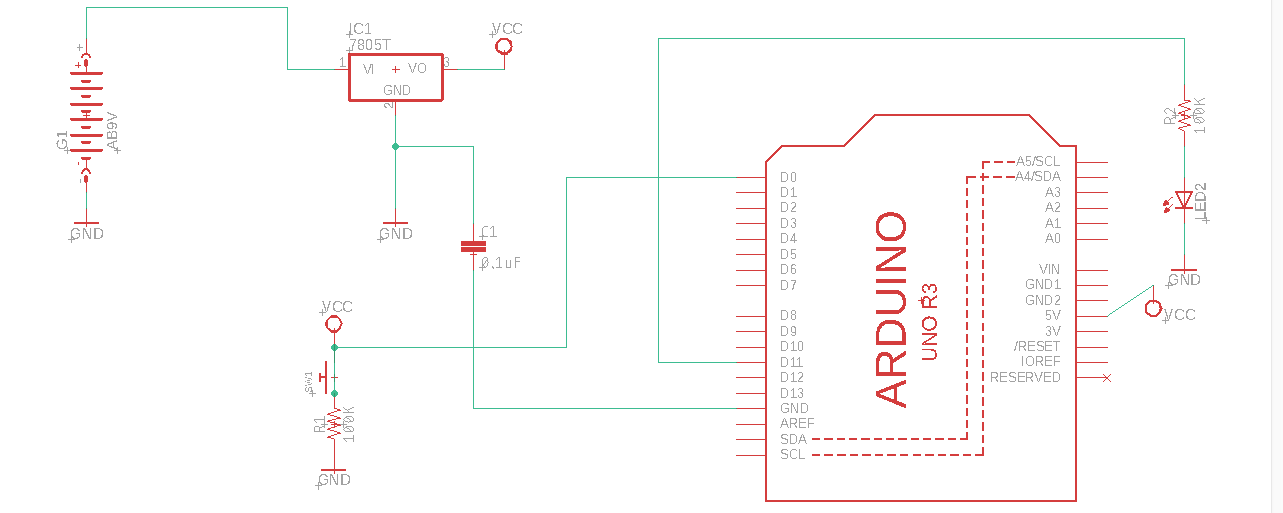 IC1
7805T
VCC
1
VI
VO
3
GND
2
+
+
-
-
G1
AB9V
GND
GND
C1
0.1uF
VCC
SW1
R1
100K
GND
D0
D1
D2
D3
D4
D5
D6
D7
D8
D9
D10
D11
D12
D13
GND
AREF
SDA
SCL
ARDUINO
UNO R3
A5/SCL
A4/SDA
A3
A2
A1
A0
VIN
GND1
GND2
5V
3V
/RESET
IOREF
RESERVED
R2
100K
LED2
GND
VCC